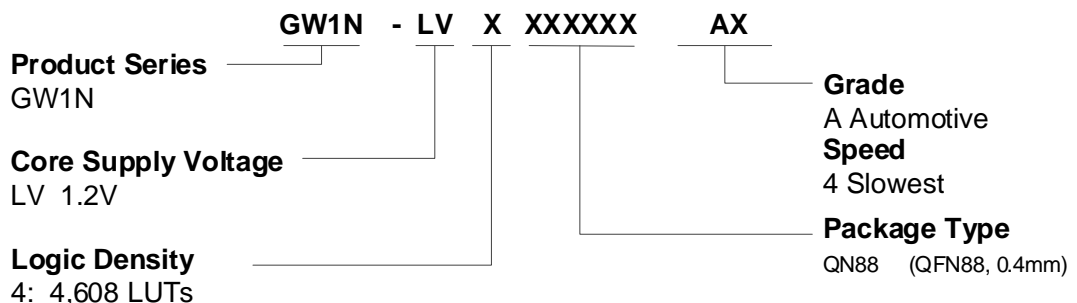 GW1N - LV X XXXXXX AX
Product Series
GW1N
Core Supply Voltage
LV 1.2V
Logic Density
4: 4,608 LUTs
Grade
A Automotive
Speed
4 Slowest
Package Type
QN88 (QFN88, 0.4mm)